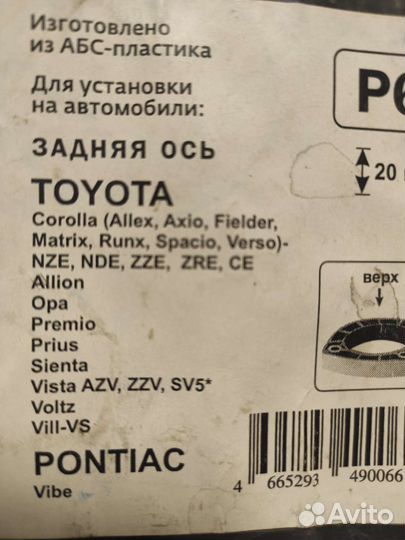 Изготовлено
из АБС-пластика
Для установки
на автомобили:
P6
ЗАДНЯЯ ОСЬ
20
TOYOTA
Corolla (Allex, Axio, Fielder,
Matrix, Runx, Spacio, Verso)-
NZE, NDE, ZZE, ZRE, CE
Allion
Opa
Premio
Prius
Sienta
Vista AZV, ZZV, SV5*
Voltz
Vill-VS
верх
PONTIAC
Vibe
4 665293 490066
Avito